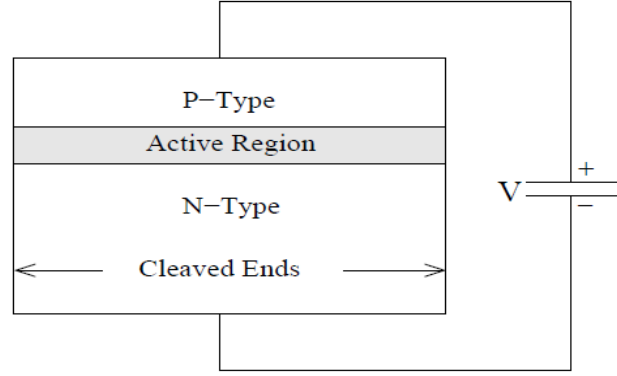 P-Type
Active Region
N-Type
Cleaved Ends
V
+
−